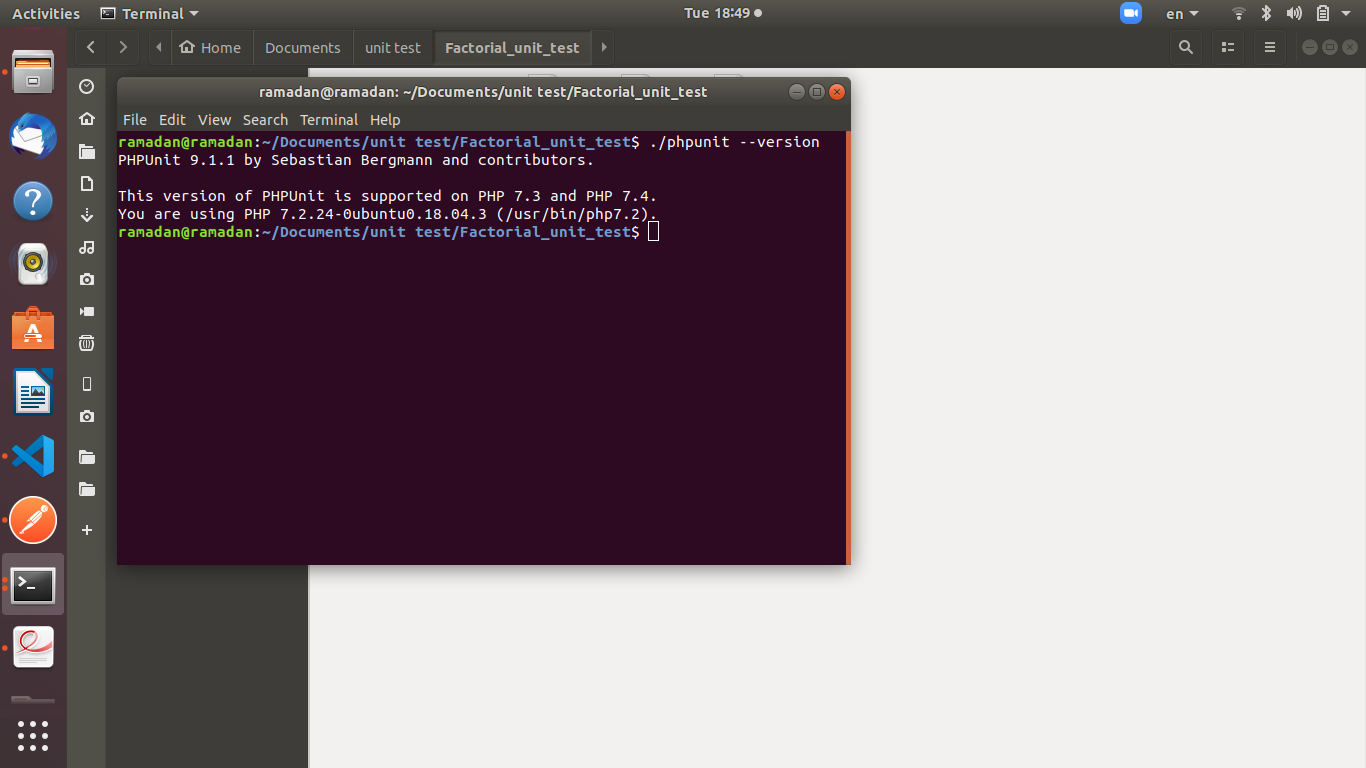 Activities Terminal Tue 18:49 en
Home Documents unit test Factorial_unit_test
ramadan@ramadan: ~/Documents/unit test/Factorial_unit_test
File Edit View Search Terminal Help
ramadan@ramadan:~/Documents/unit test/Factorial_unit_test$ ./phpunit --version
PHPUnit 9.1.1 by Sebastian Bergmann and contributors.
This version of PHPUnit is supported on PHP 7.3 and PHP 7.4.
You are using PHP 7.2.24-0ubuntu0.18.04.3 (/usr/bin/php7.2).
ramadan@ramadan:~/Documents/unit test/Factorial_unit_test$